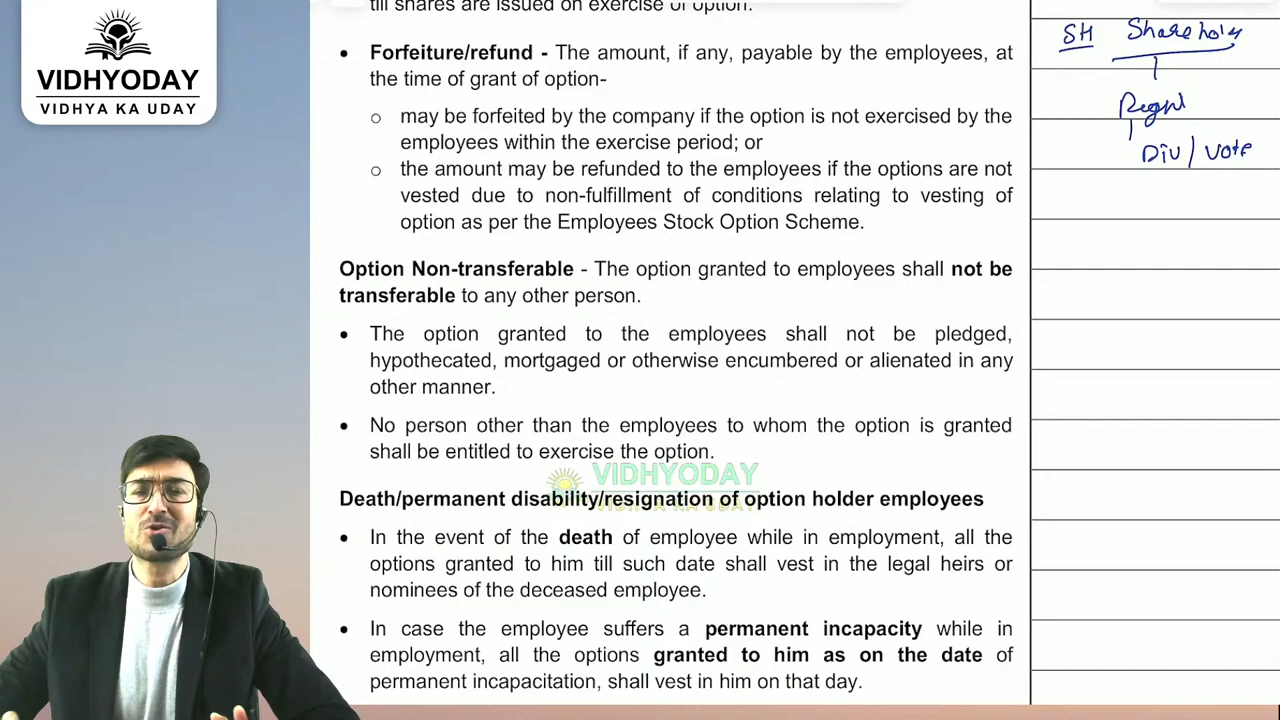 VIDHYODAY
VIDHYA KA UDAY
till shares are issued on exercise of option.
• Forfeiture/refund - The amount, if any, payable by the employees, at
the time of grant of option-
o may be forfeited by the company if the option is not exercised by the
employees within the exercise period; or
o the amount may be refunded to the employees if the options are not
vested due to non-fulfillment of conditions relating to vesting of
option as per the Employees Stock Option Scheme.
Option Non-transferable - The option granted to employees shall not be
transferable to any other person.
• The option granted to the employees shall not be pledged,
hypothecated, mortgaged or otherwise encumbered or alienated in any
other manner.
• No person other than the employees to whom the option is granted
shall be entitled to exercise the option.
VIDHYODAY
VIDHYA KA UDAY
Death/permanent disability/resignation of option holder employees
• In the event of the death of employee while in employment, all the
options granted to him till such date shall vest in the legal heirs or
nominees of the deceased employee.
• In case the employee suffers a permanent incapacity while in
employment, all the options granted to him as on the date of
permanent incapacitation, shall vest in him on that day.
SH
Div / Vote